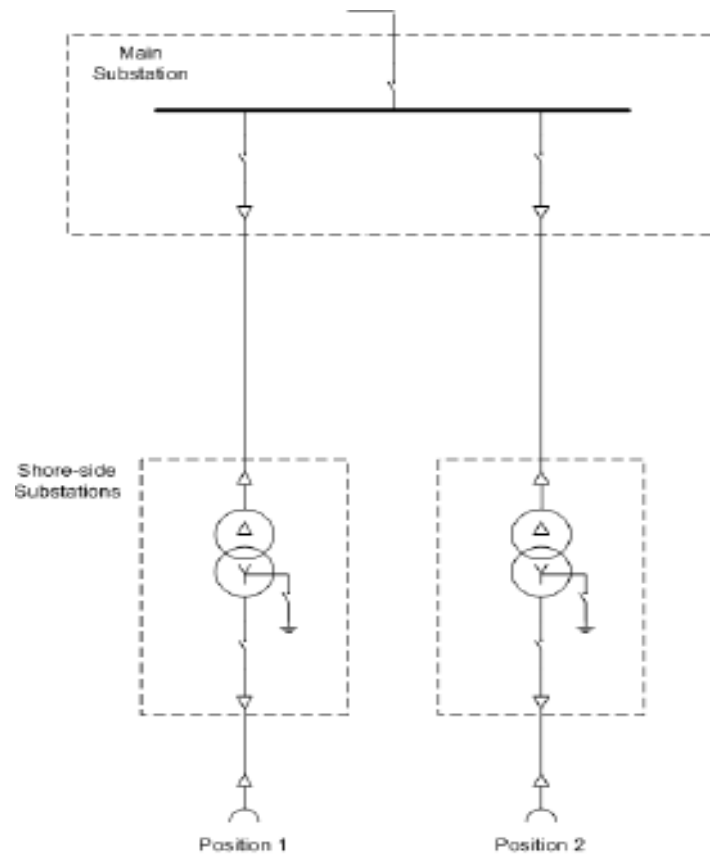 Main
Substation
Shore-side
Substations
Position 1
Position 2